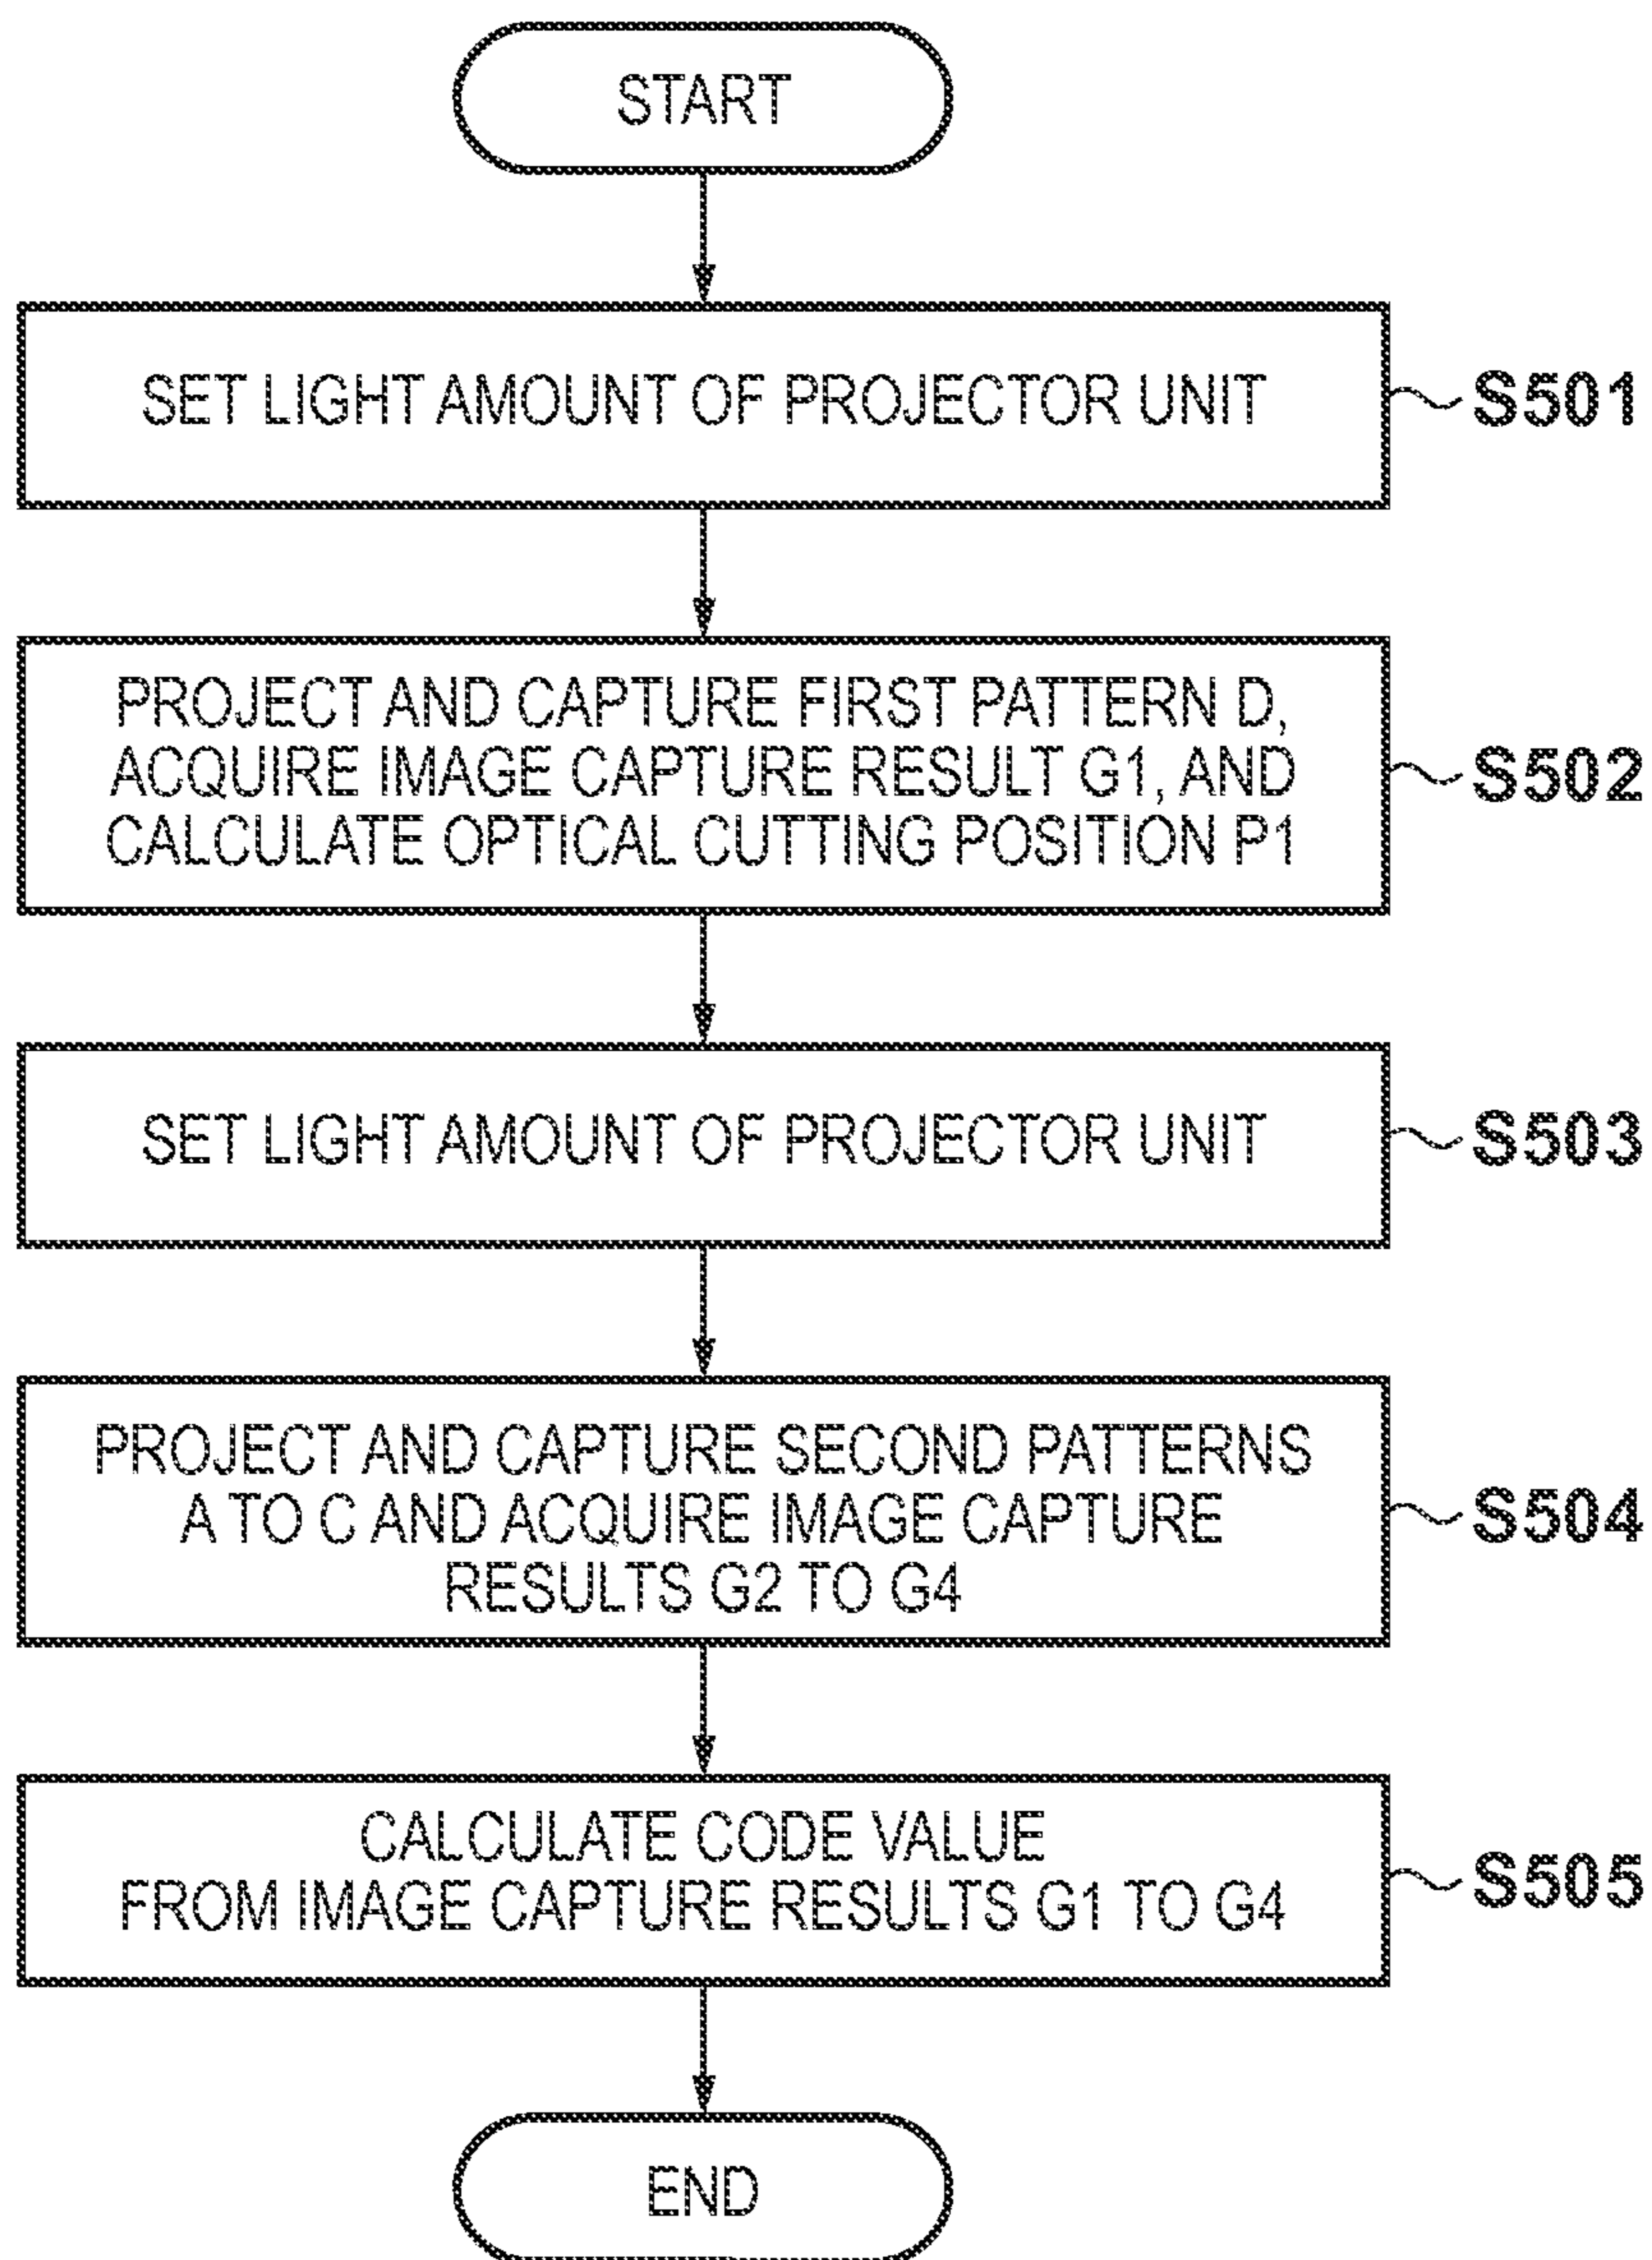 START
SET LIGHT AMOUNT OF PROJECTOR UNIT
S501
PROJECT AND CAPTURE FIRST PATTERN D,
ACQUIRE IMAGE CAPTURE RESULT G1, AND
CALCULATE OPTICAL CUTTING POSITION P1
S502
SET LIGHT AMOUNT OF PROJECTOR UNIT
S503
PROJECT AND CAPTURE SECOND PATTERNS
A TO C AND ACQUIRE IMAGE CAPTURE
RESULTS G2 TO G4
S504
CALCULATE CODE VALUE
FROM IMAGE CAPTURE RESULTS G1 TO G4
S505
END